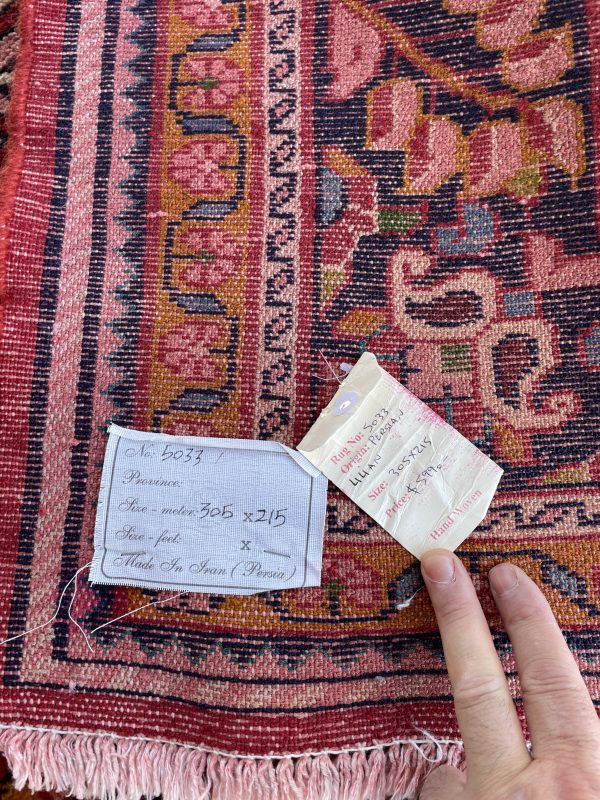 No: 5033
Province:
Size - meter: 305 x 215
Size - feet: x
Made In Iran ( Persia )
Rug No: 5033
Origin: PERSIAN
LILIAN
Size: 305X215
Price:
Hand Woven